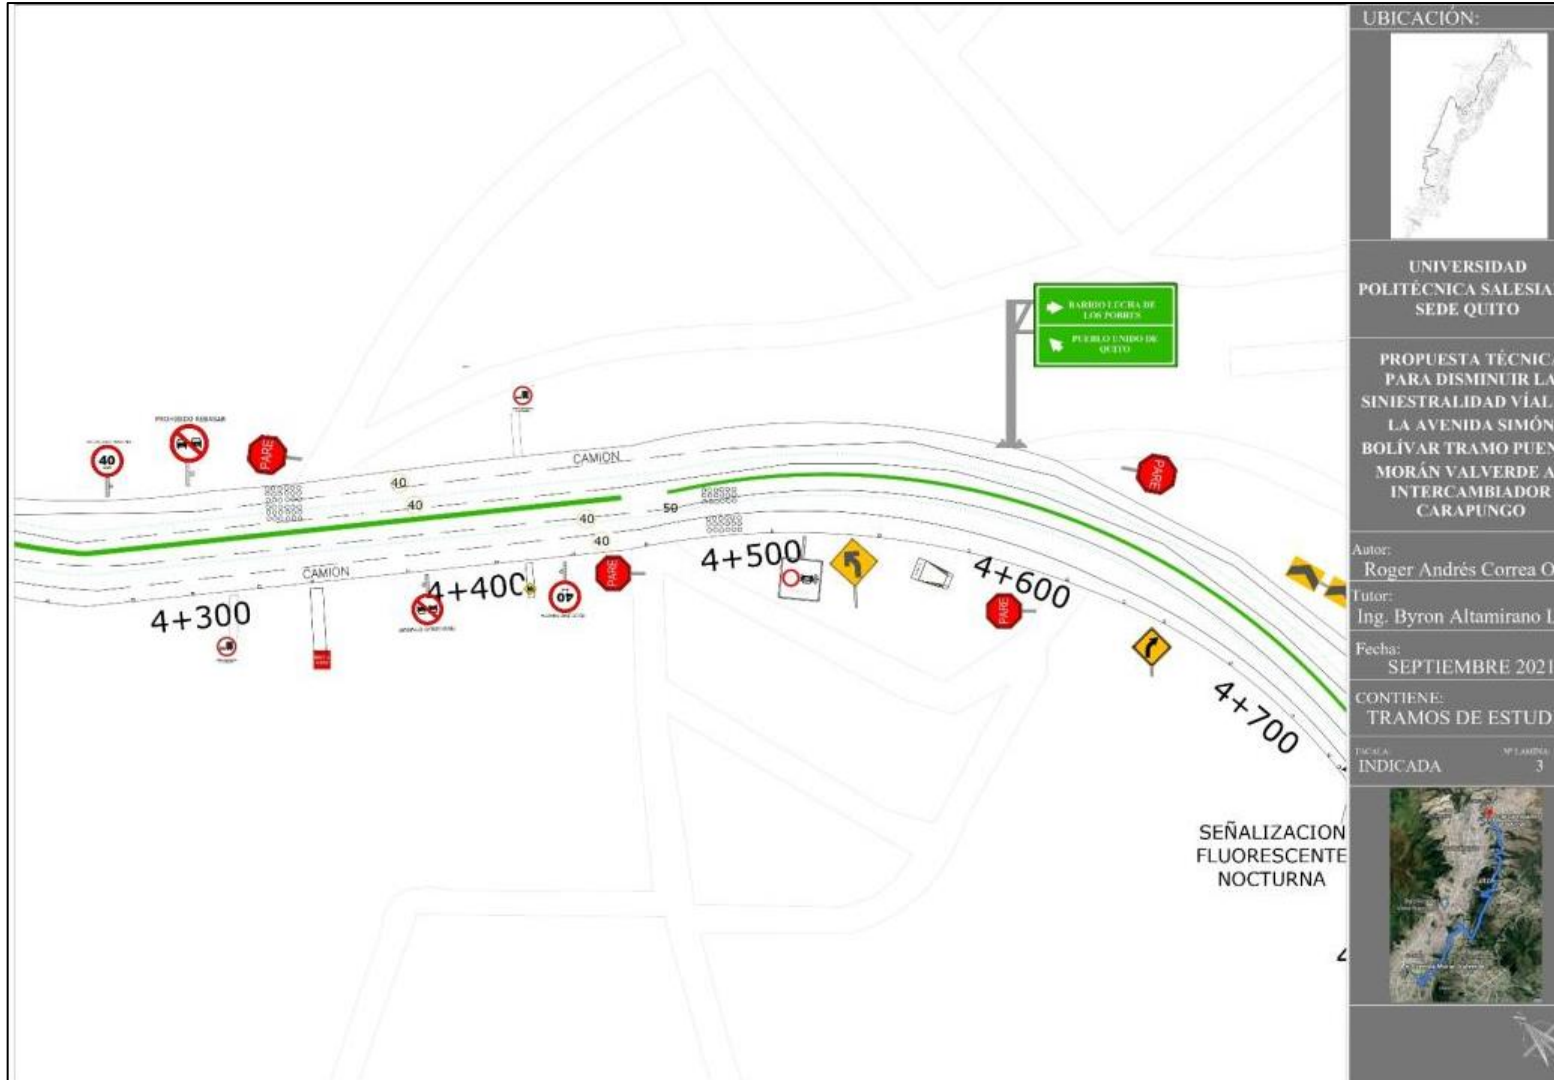 PROHIBIDO REBASAR
40
PARE
CAMION
40
40
40
40
50
CAMION
4+300
4+400
40
PARE
4+500
4+600
PARE
PARE
4+700
BARRIO LUCHA DE
LOS POBRES
PUEBLO UNIDO DE
QUITO
SEÑALIZACION
FLUORESCENTE
NOCTURNA
UBICACIÓN:
UNIVERSIDAD
POLITÉCNICA SALESIA
SEDE QUITO
PROPUESTA TÉCNICA
PARA DISMINUIR LA
SINIESTRALIDAD VÍAL
LA AVENIDA SIMÓN
BOLÍVAR TRAMO PUEN
MORÁN VALVERDE A
INTERCAMBIADOR
CARAPUNGO
Autor:
Roger Andrés Correa O
Tutor:
Ing. Byron Altamirano L
Fecha:
SEPTIEMBRE 2021
CONTIENE:
TRAMOS DE ESTUD
ESCALA:
Nº LAMINA:
INDICADA
3